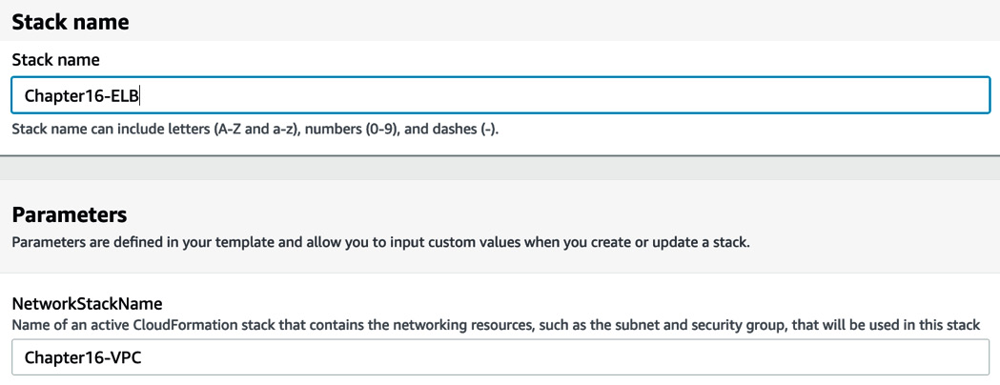 Stack name
Stack name
Chapter16-ELB
Stack name can include letters (A-Z and a-z), numbers (0-9), and dashes (-).
Parameters
Parameters are defined in your template and allow you to input custom values when you create or update a stack.
NetworkStackName
Name of an active CloudFormation stack that contains the networking resources, such as the subnet and security group, that will be used in this stack
Chapter16-VPC